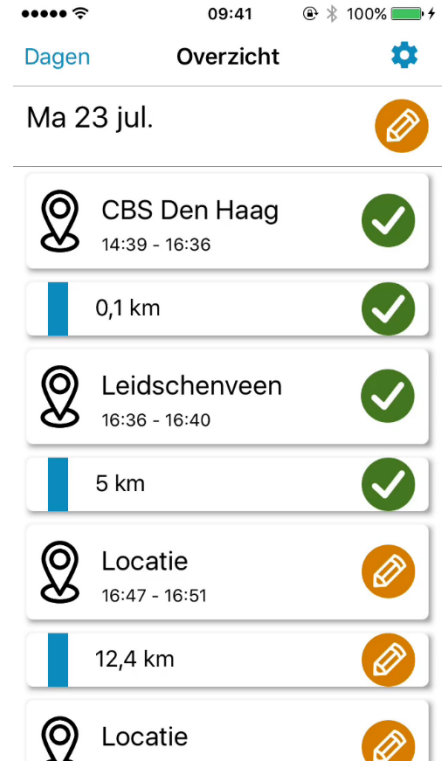 09:41
100%
Dagen
Overzicht
Ma 23 jul.
CBS Den Haag
14:39 - 16:36
0,1 km
Leidschenveen
16:36 - 16:40
5 km
Locatie
16:47 - 16:51
12,4 km
Locatie